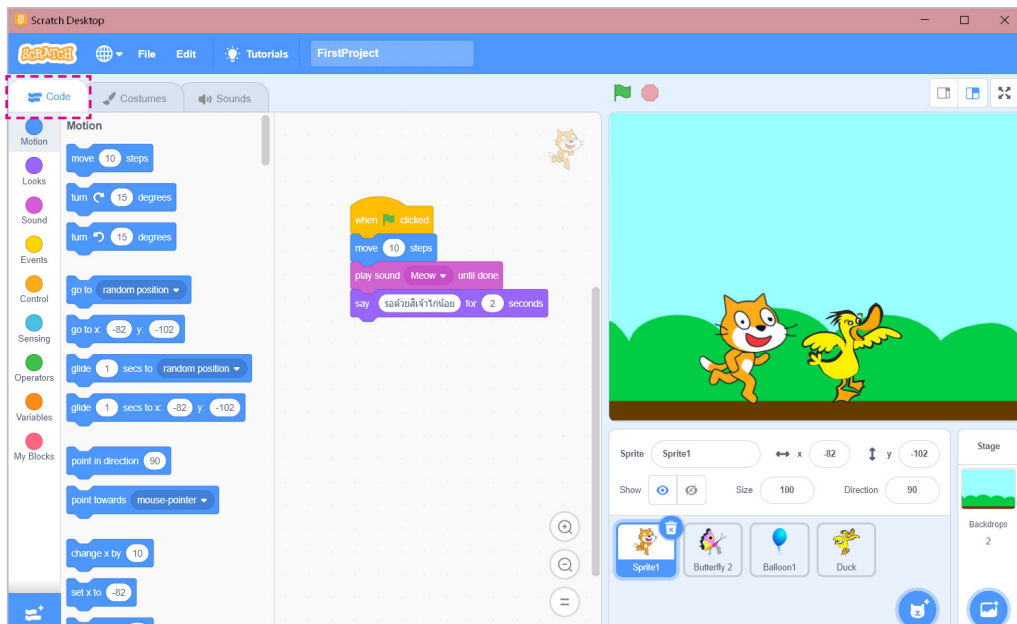 Scratch Desktop
SCRATCH File Edit Tutorials FirstProject
Code Costumes Sounds
Motion
Looks
Sound
Events
Control
Sensing
Operators
Variables
My Blocks
Motion
move 10 steps
turn 15 degrees
turn 15 degrees
go to random position
go to x: -82 y: -102
glide 1 secs to random position
glide 1 secs to x: -82 y: -102
point in direction 90
point towards mouse-pointer
change x by 10
set x to -82
when clicked
move 10 steps
play sound Meow until done
say รอด้วยสิเจ้าไก่น้อย for 2 seconds
Sprite Sprite1 x -82 y -102
Show Size 100 Direction 90
Sprite1 Butterfly 2 Balloon1 Duck
Stage
Backdrops
2